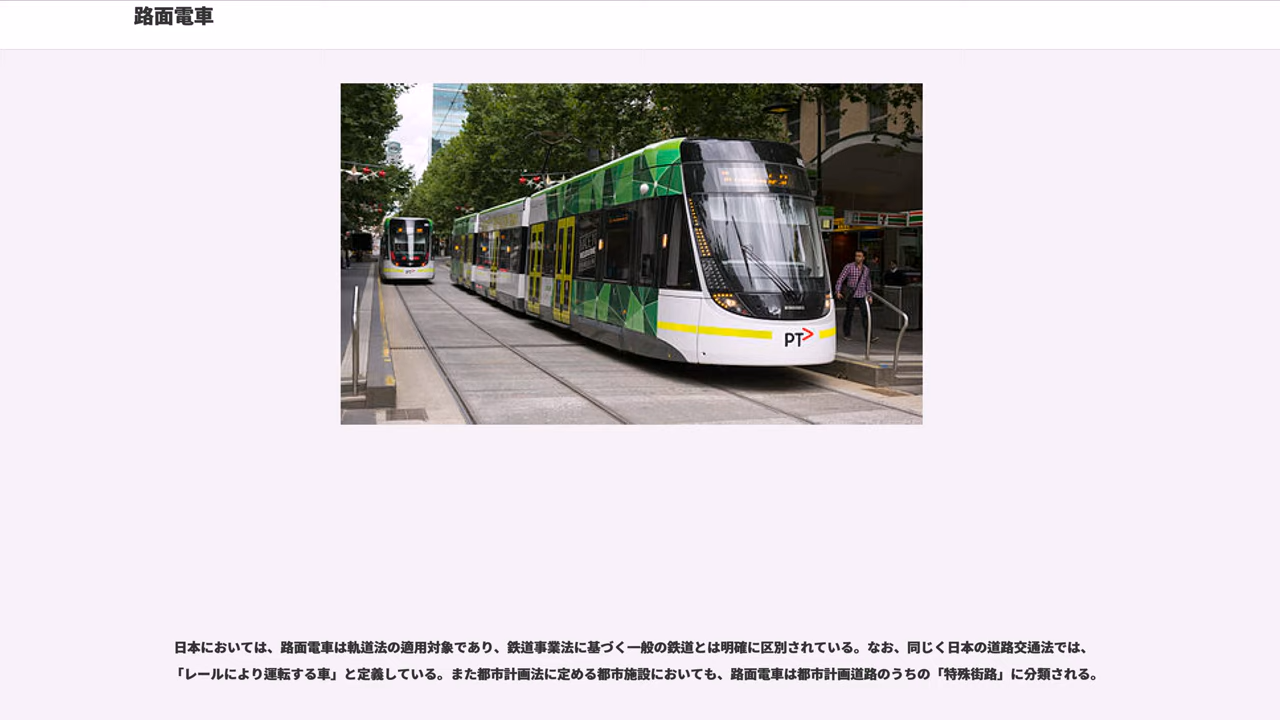 路面電車
PT
日本においては、路面電車は軌道法の適用対象であり、鉄道事業法に基づく一般の鉄道とは明確に区別されている。なお、同じく日本の道路交通法では、
「レールにより運転する車」と定義している。また都市計画法に定める都市施設においても、路面電車は都市計画道路のうちの「特殊街路」に分類される。